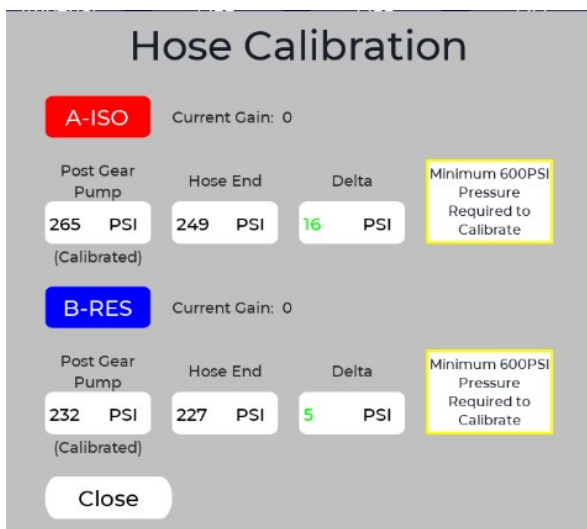 Hose Calibration
A-ISO Current Gain: 0
Post Gear
Pump
Hose End
Delta
265 PSI
249 PSI
16 PSI
(Calibrated)
Minimum 600PSI
Pressure
Required to
Calibrate
B-RES Current Gain: 0
Post Gear
Pump
Hose End
Delta
232 PSI
227 PSI
5 PSI
(Calibrated)
Minimum 600PSI
Pressure
Required to
Calibrate
Close